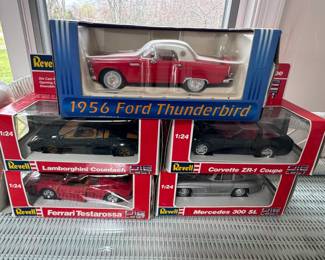 Revell
1956 Ford Thunderbird
1:24
Revell
Lamborghini Countach
1:24
Revell
Corvette ZR-1 Coupe
1:24
Revell
Ferrari Testarossa
1:24
Revell
Mercedes 300 SL